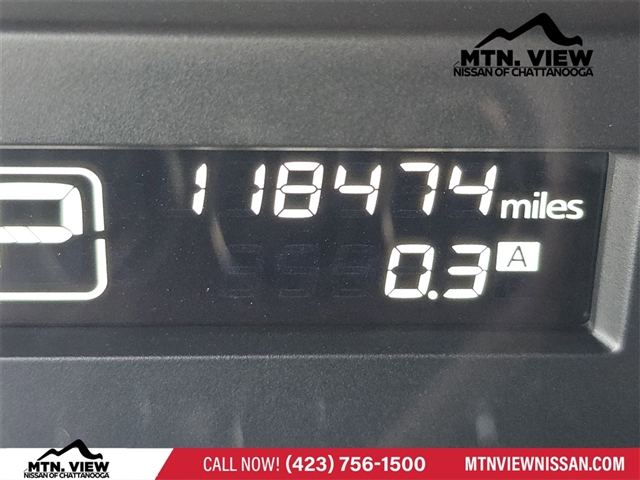 MTN. VIEW
NISSAN OF CHATTANOOGA
P
118474 miles
0.3 A
MTN. VIEW
NISSAN OF CHATTANOOGA
CALL NOW! (423) 756-1500
MTNVIEWNISSAN.COM